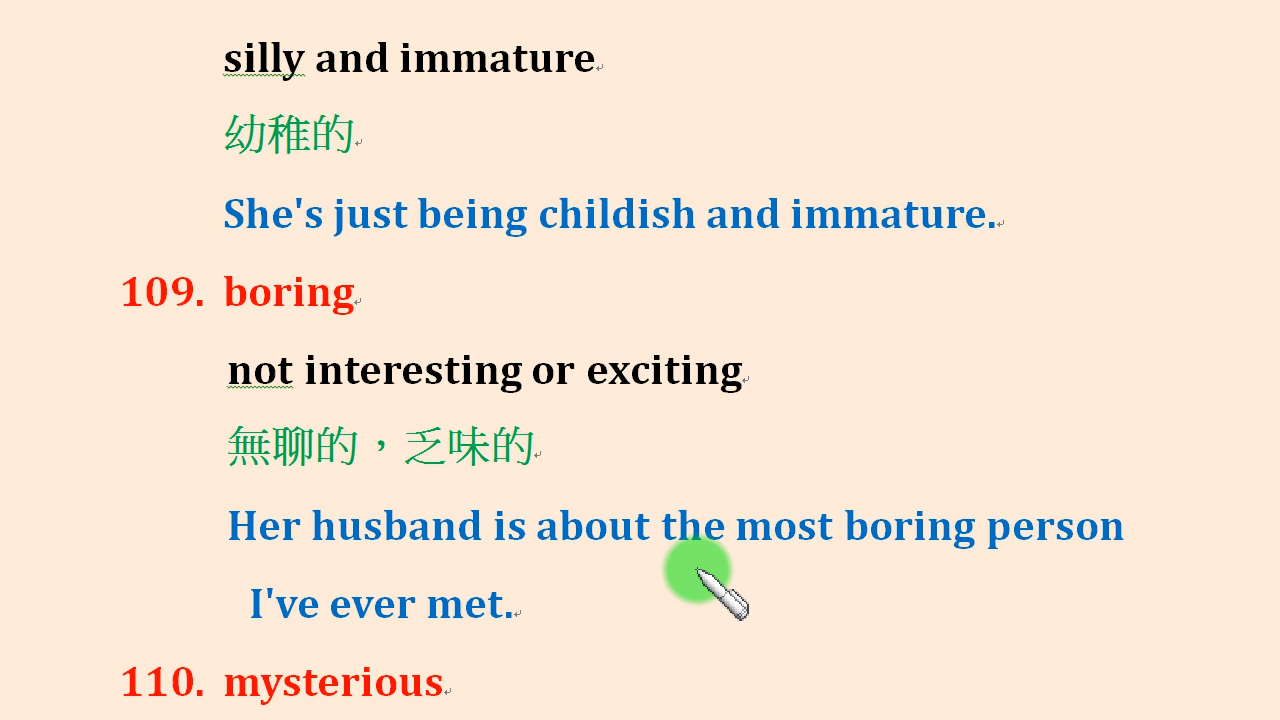 silly and immature
幼稚的
She's just being childish and immature.
109. boring
not interesting or exciting
無聊的，乏味的
Her husband is about the most boring person
I've ever met.
110. mysterious